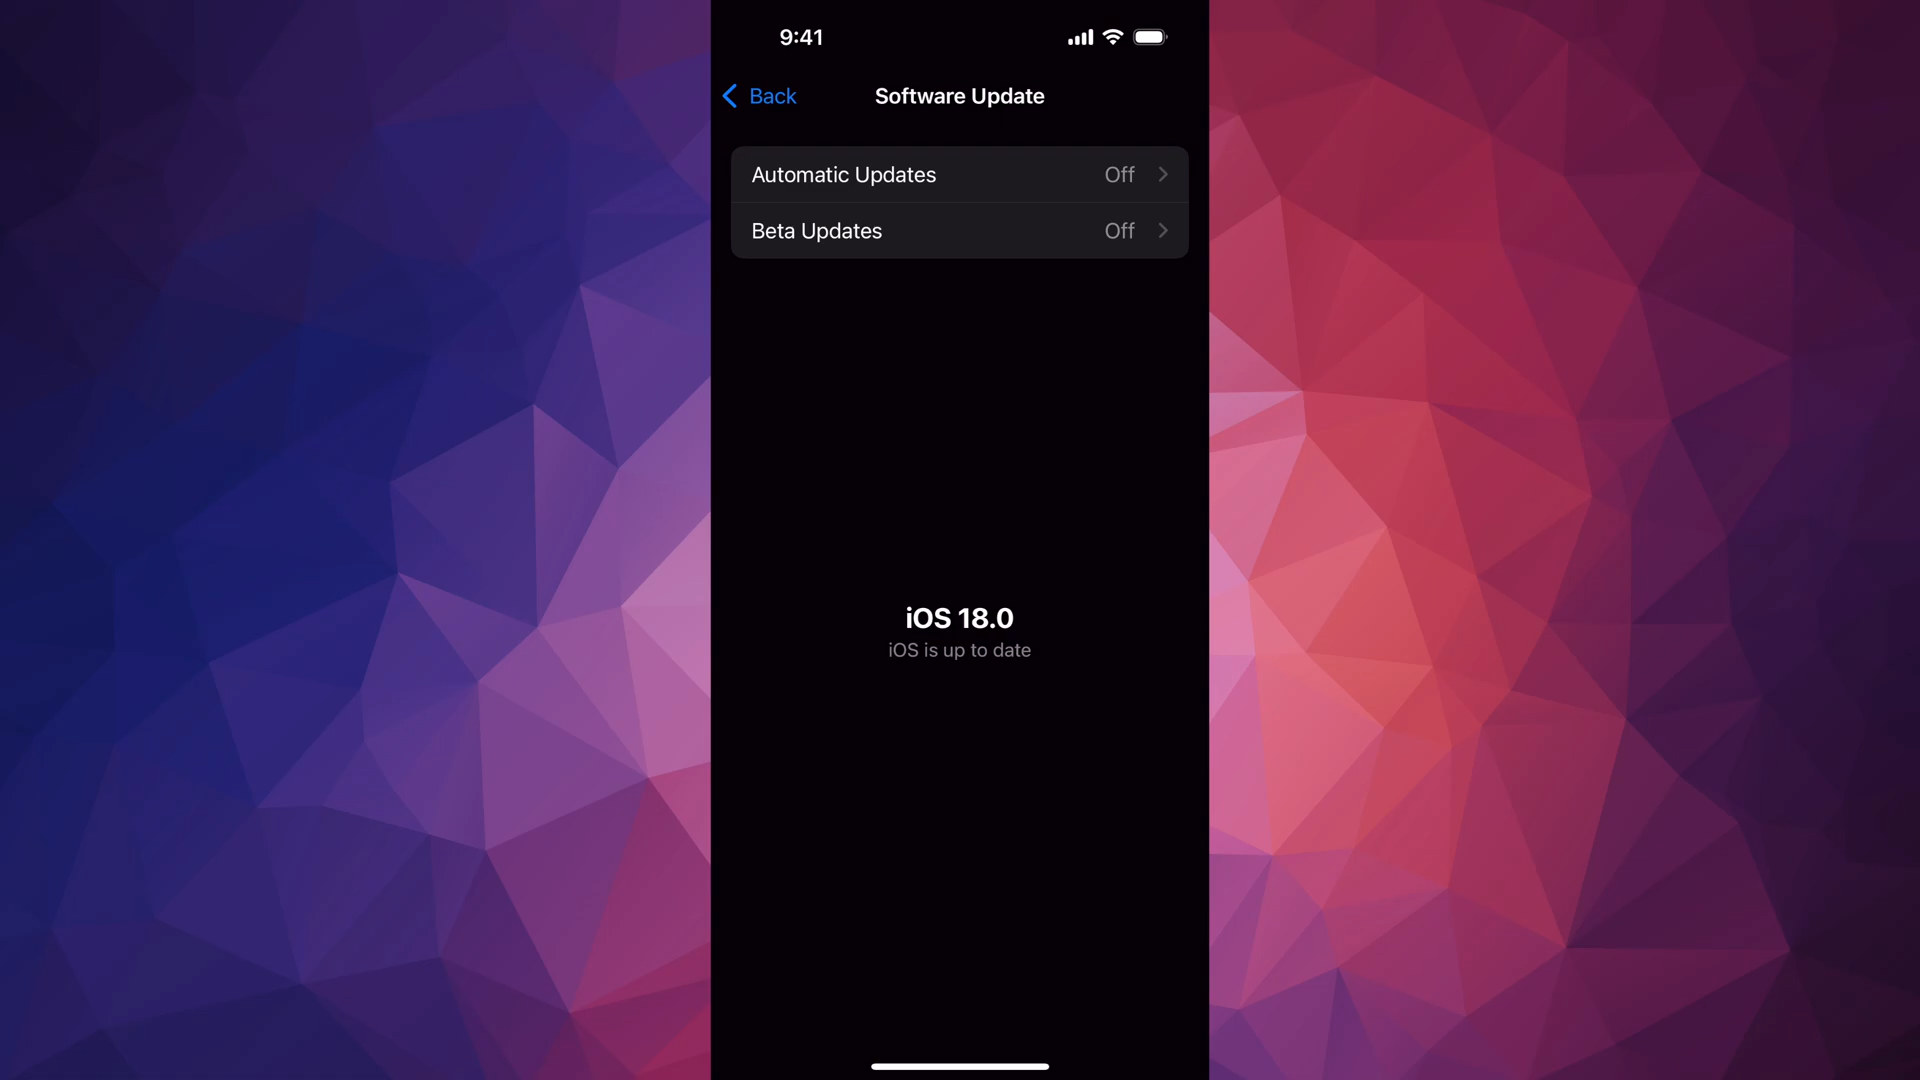 9:41
Back
Software Update
Automatic Updates Off
Beta Updates Off
iOS 18.0
iOS is up to date